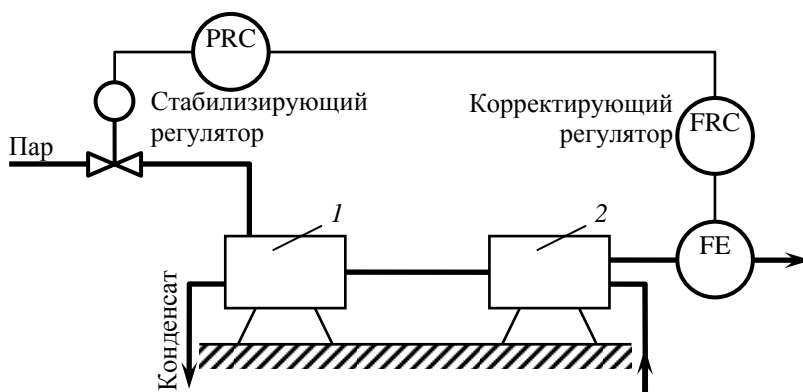 PRC
Стабилизирующий
регулятор
Корректирующий
регулятор
FRC
Пар
1
2
FE
Конденсат